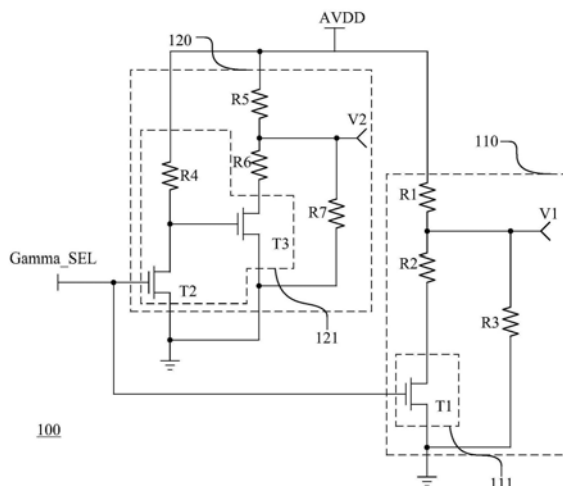 AVDD
120
R5
V2
110
R6
R4
R7
R1
V1
T3
R2
Gamma_SEL
T2
R3
121
T1
100
111